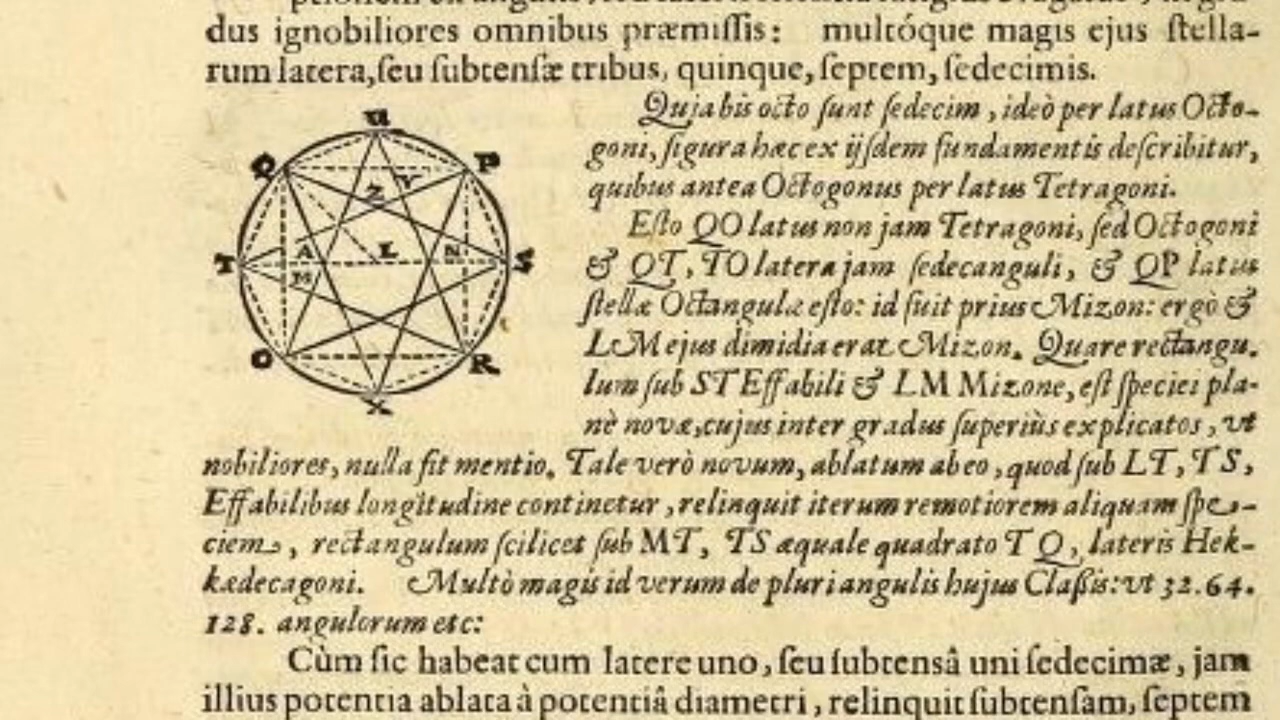 dus ignobiliores omnibus præmiſſis: multóque magis ejus ſtella-
rum latera, ſeu ſubtenſæ tribus, quinque, ſeptem, ſedecimis.
Quja bis octo ſunt ſedecim, ideò per latus Octo-
goni, figura hæc ex ijſdem fundamentis deſcribitur,
quibus antea Octogonus per latus Tetragoni.
Eſto QO latus non jam Tetragoni, ſed Octogoni
& QT, TO latera jam ſedecanguli, & QP latus
ſtellæ Octangulæ eſto: id fuit prius Mizon: ergò &
LM ejus dimidia erat Mizon. Quare rectangu-
lum ſub ST Effabili & LM Mizone, eſt ſpeciei pla-
nè novæ, cujus inter gradus ſuperiùs explicatos, vt
nobiliores, nulla fit mentio. Tale verò novum, ablatum ab eo, quod ſub LT, TS,
Effabilibus longitudine continetur, relinquit iterum remotiorem aliquam ſpe-
ciem, rectangulum ſcilicet ſub MT, TS æquale quadrato TQ, lateris Hek-
kædecagoni. Multò magis id verum de pluriangulis hujus Claßis: vt 32. 64.
128. angulorum etc:
Cùm ſic habeat cum latere uno, ſeu ſubtenſâ uni ſedecimæ, jam
illius potentia ablata à potentiâ diametri, relinquit ſubtenſam, ſeptem
u
Q
P
Y
Z
T
A
L
N
S
M
O
R
X